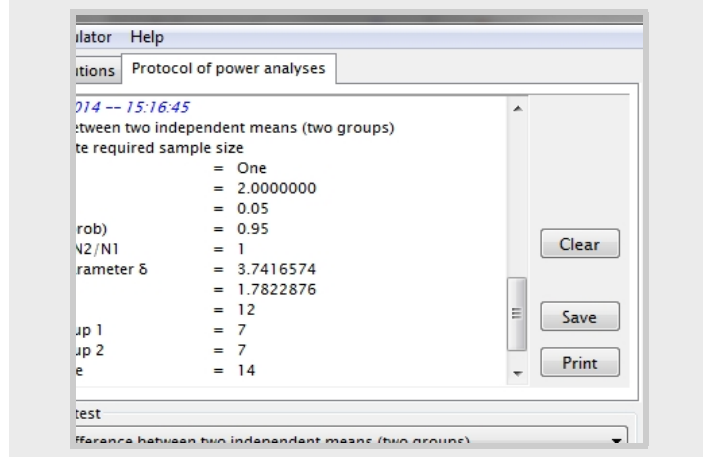 ulator Help
utions Protocol of power analyses
014 -- 15:16:45
etween two independent means (two groups)
te required sample size
= One
= 2.0000000
= 0.05
rob) = 0.95
N2/N1 = 1
rameter δ = 3.7416574
= 1.7822876
= 12
up 1 = 7
up 2 = 7
e = 14
Clear
Save
Print
test
fference between two independent means (two groups)